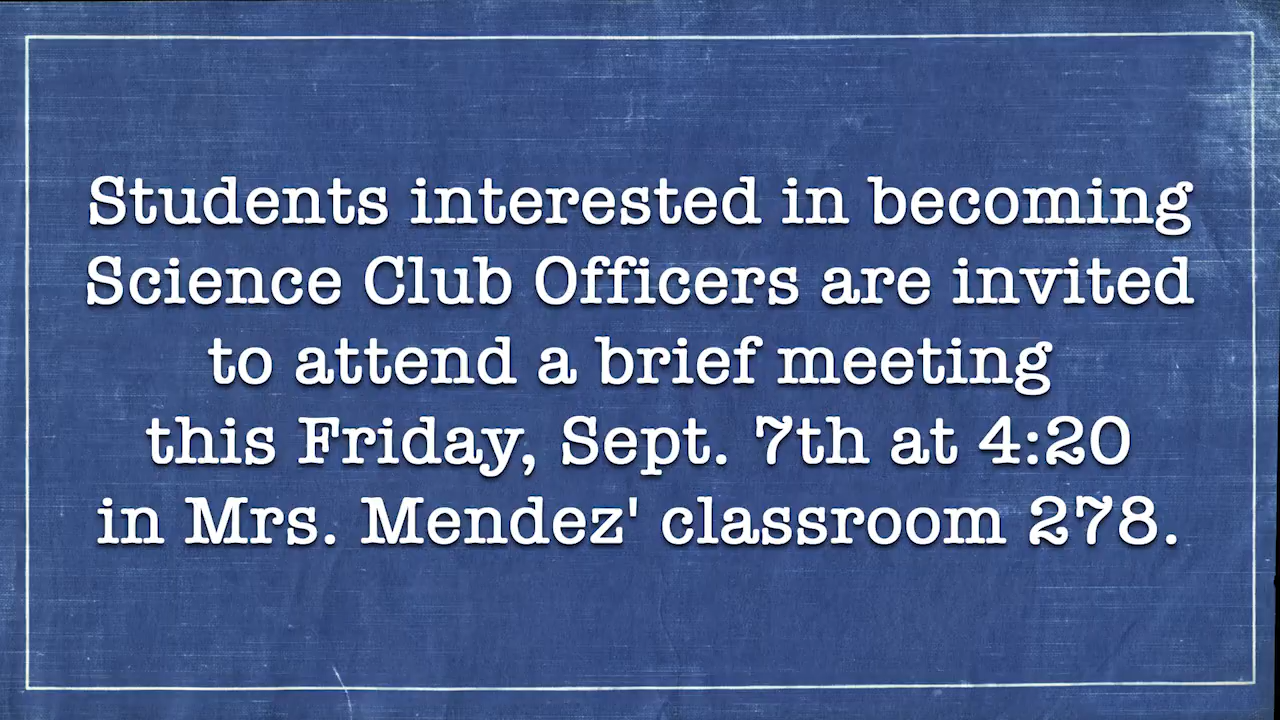 Students interested in becoming
Science Club Officers are invited
to attend a brief meeting
this Friday, Sept. 7th at 4:20
in Mrs. Mendez' classroom 278.